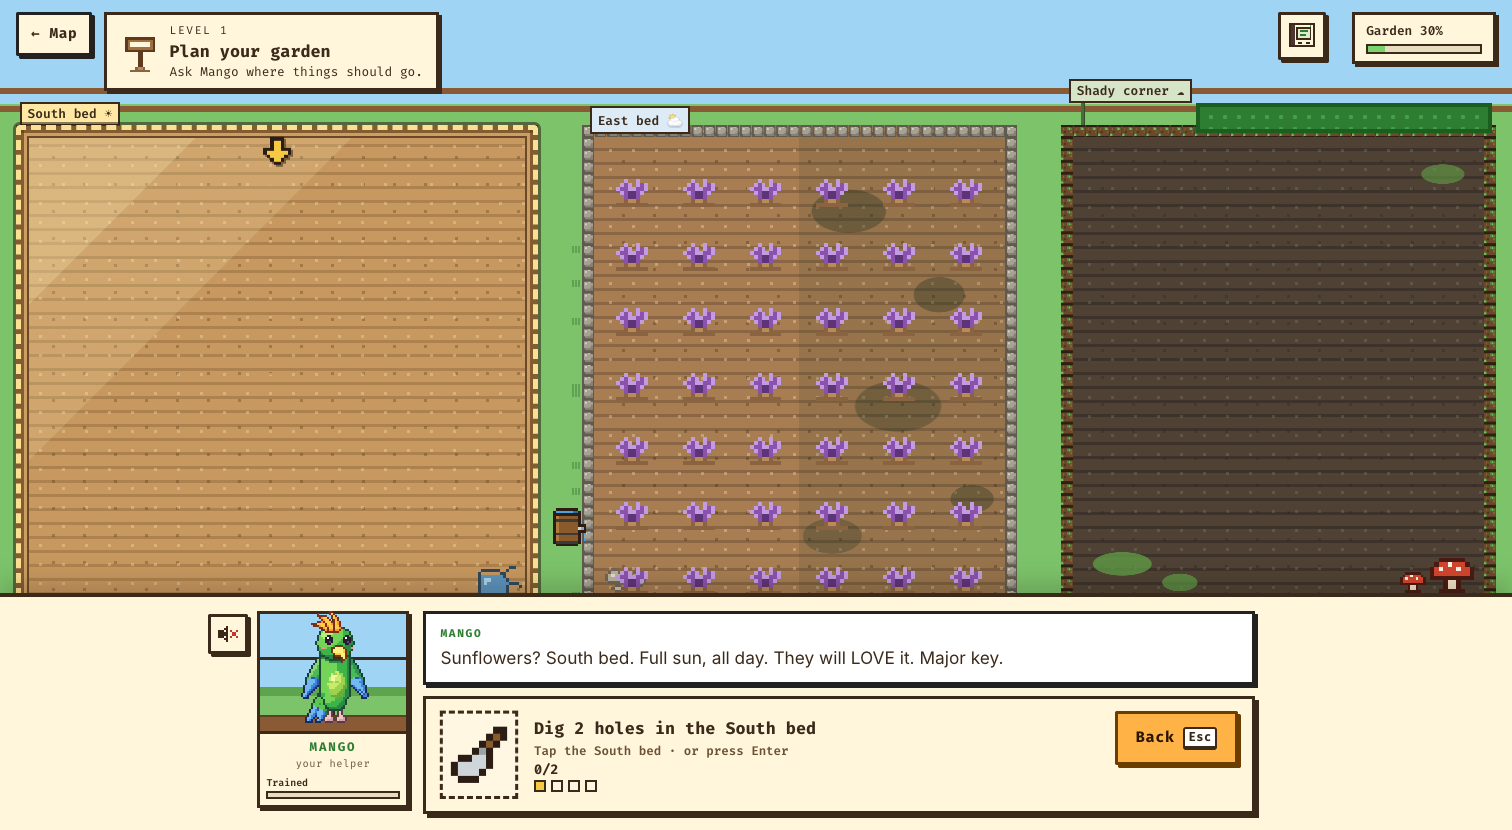 ← Map
LEVEL 1
Plan your garden
Ask Mango where things should go.
Garden 30%
South bed ☀
East bed 🌤
Shady corner ☁
MANGO
your helper
Trained
MANGO
Sunflowers? South bed. Full sun, all day. They will LOVE it. Major key.
Dig 2 holes in the South bed
Tap the South bed · or press Enter
0/2
Back Esc